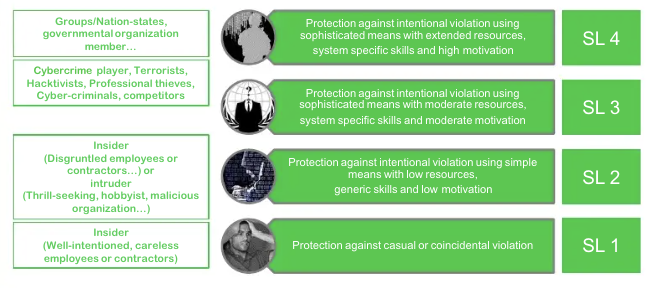 Groups/Nation-states,
governmental organization
member…
Protection against intentional violation using
sophisticated means with extended resources,
system specific skills and high motivation
SL 4
Cybercrime player, Terrorists,
Hacktivists, Professional thieves,
Cyber-criminals, competitors
Protection against intentional violation using
sophisticated means with moderate resources,
system specific skills and moderate motivation
SL 3
Insider
(Disgruntled employees or
contractors…) or
intruder
(Thrill-seeking, hobbyist, malicious
organization…)
Protection against intentional violation using simple
means with low resources,
generic skills and low motivation
SL 2
Insider
(Well-intentioned, careless
employees or contractors)
Protection against casual or coincidental violation
SL 1